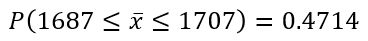 P(1687 ≤ x̄ ≤ 1707) = 0.4714